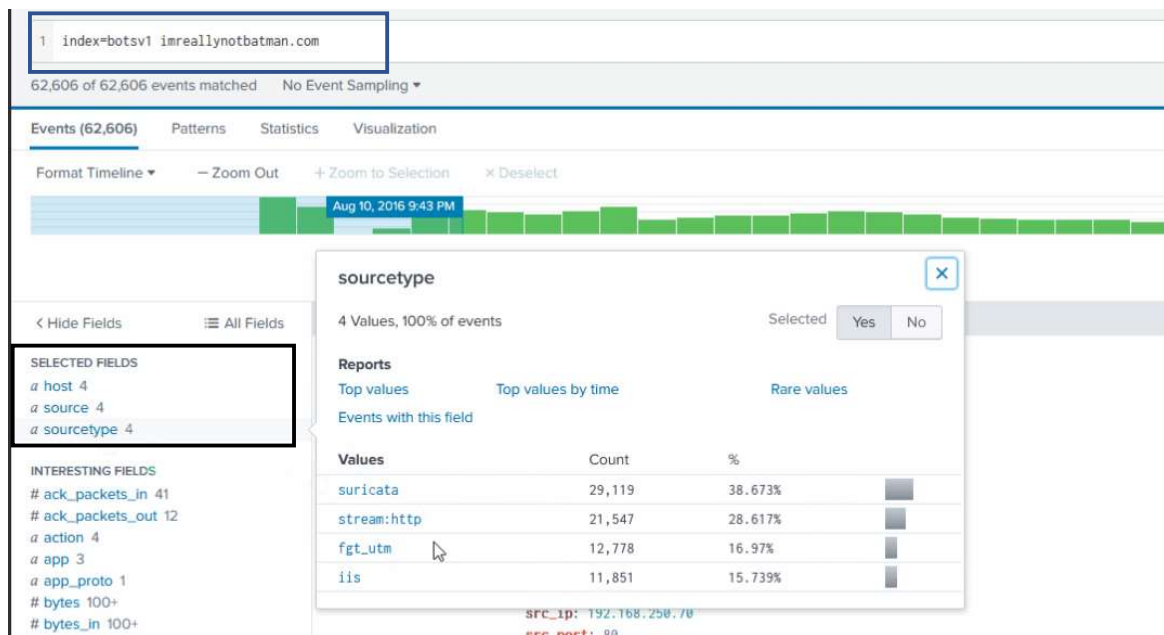 1 index=botsv1 imreallynotbatman.com
62,606 of 62,606 events matched No Event Sampling
Events (62,606) Patterns Statistics Visualization
Format Timeline — Zoom Out + Zoom to Selection × Deselect
Aug 10, 2016 9:43 PM
< Hide Fields All Fields
SELECTED FIELDS
a host 4
a source 4
a sourcetype 4
INTERESTING FIELDS
# ack_packets_in 41
# ack_packets_out 12
a action 4
a app 3
a app_proto 1
# bytes 100+
# bytes_in 100+
sourcetype
4 Values, 100% of events Selected Yes No
Reports
Top values Top values by time Rare values
Events with this field
Values Count %
suricata 29,119 38.673%
stream:http 21,547 28.617%
fgt_utm 12,778 16.97%
iis 11,851 15.739%
src_ip: 192.168.250.70
src_port: 80